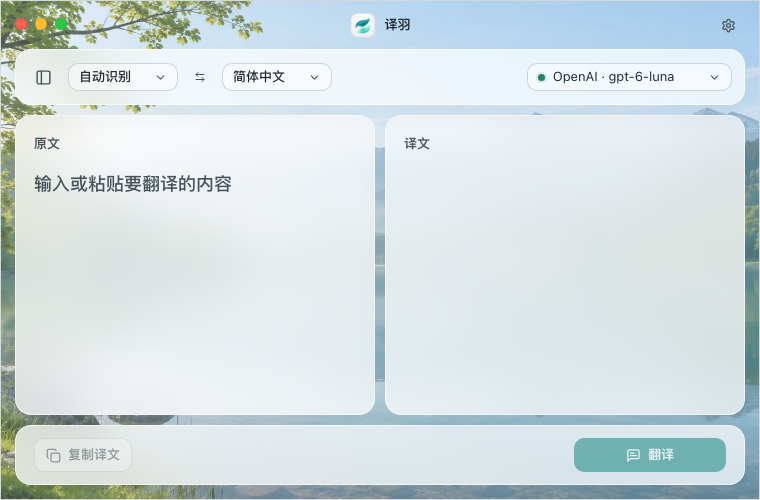 译羽
自动识别
简体中文
OpenAI · gpt-6-luna
原文
译文
输入或粘贴要翻译的内容
复制译文
翻译